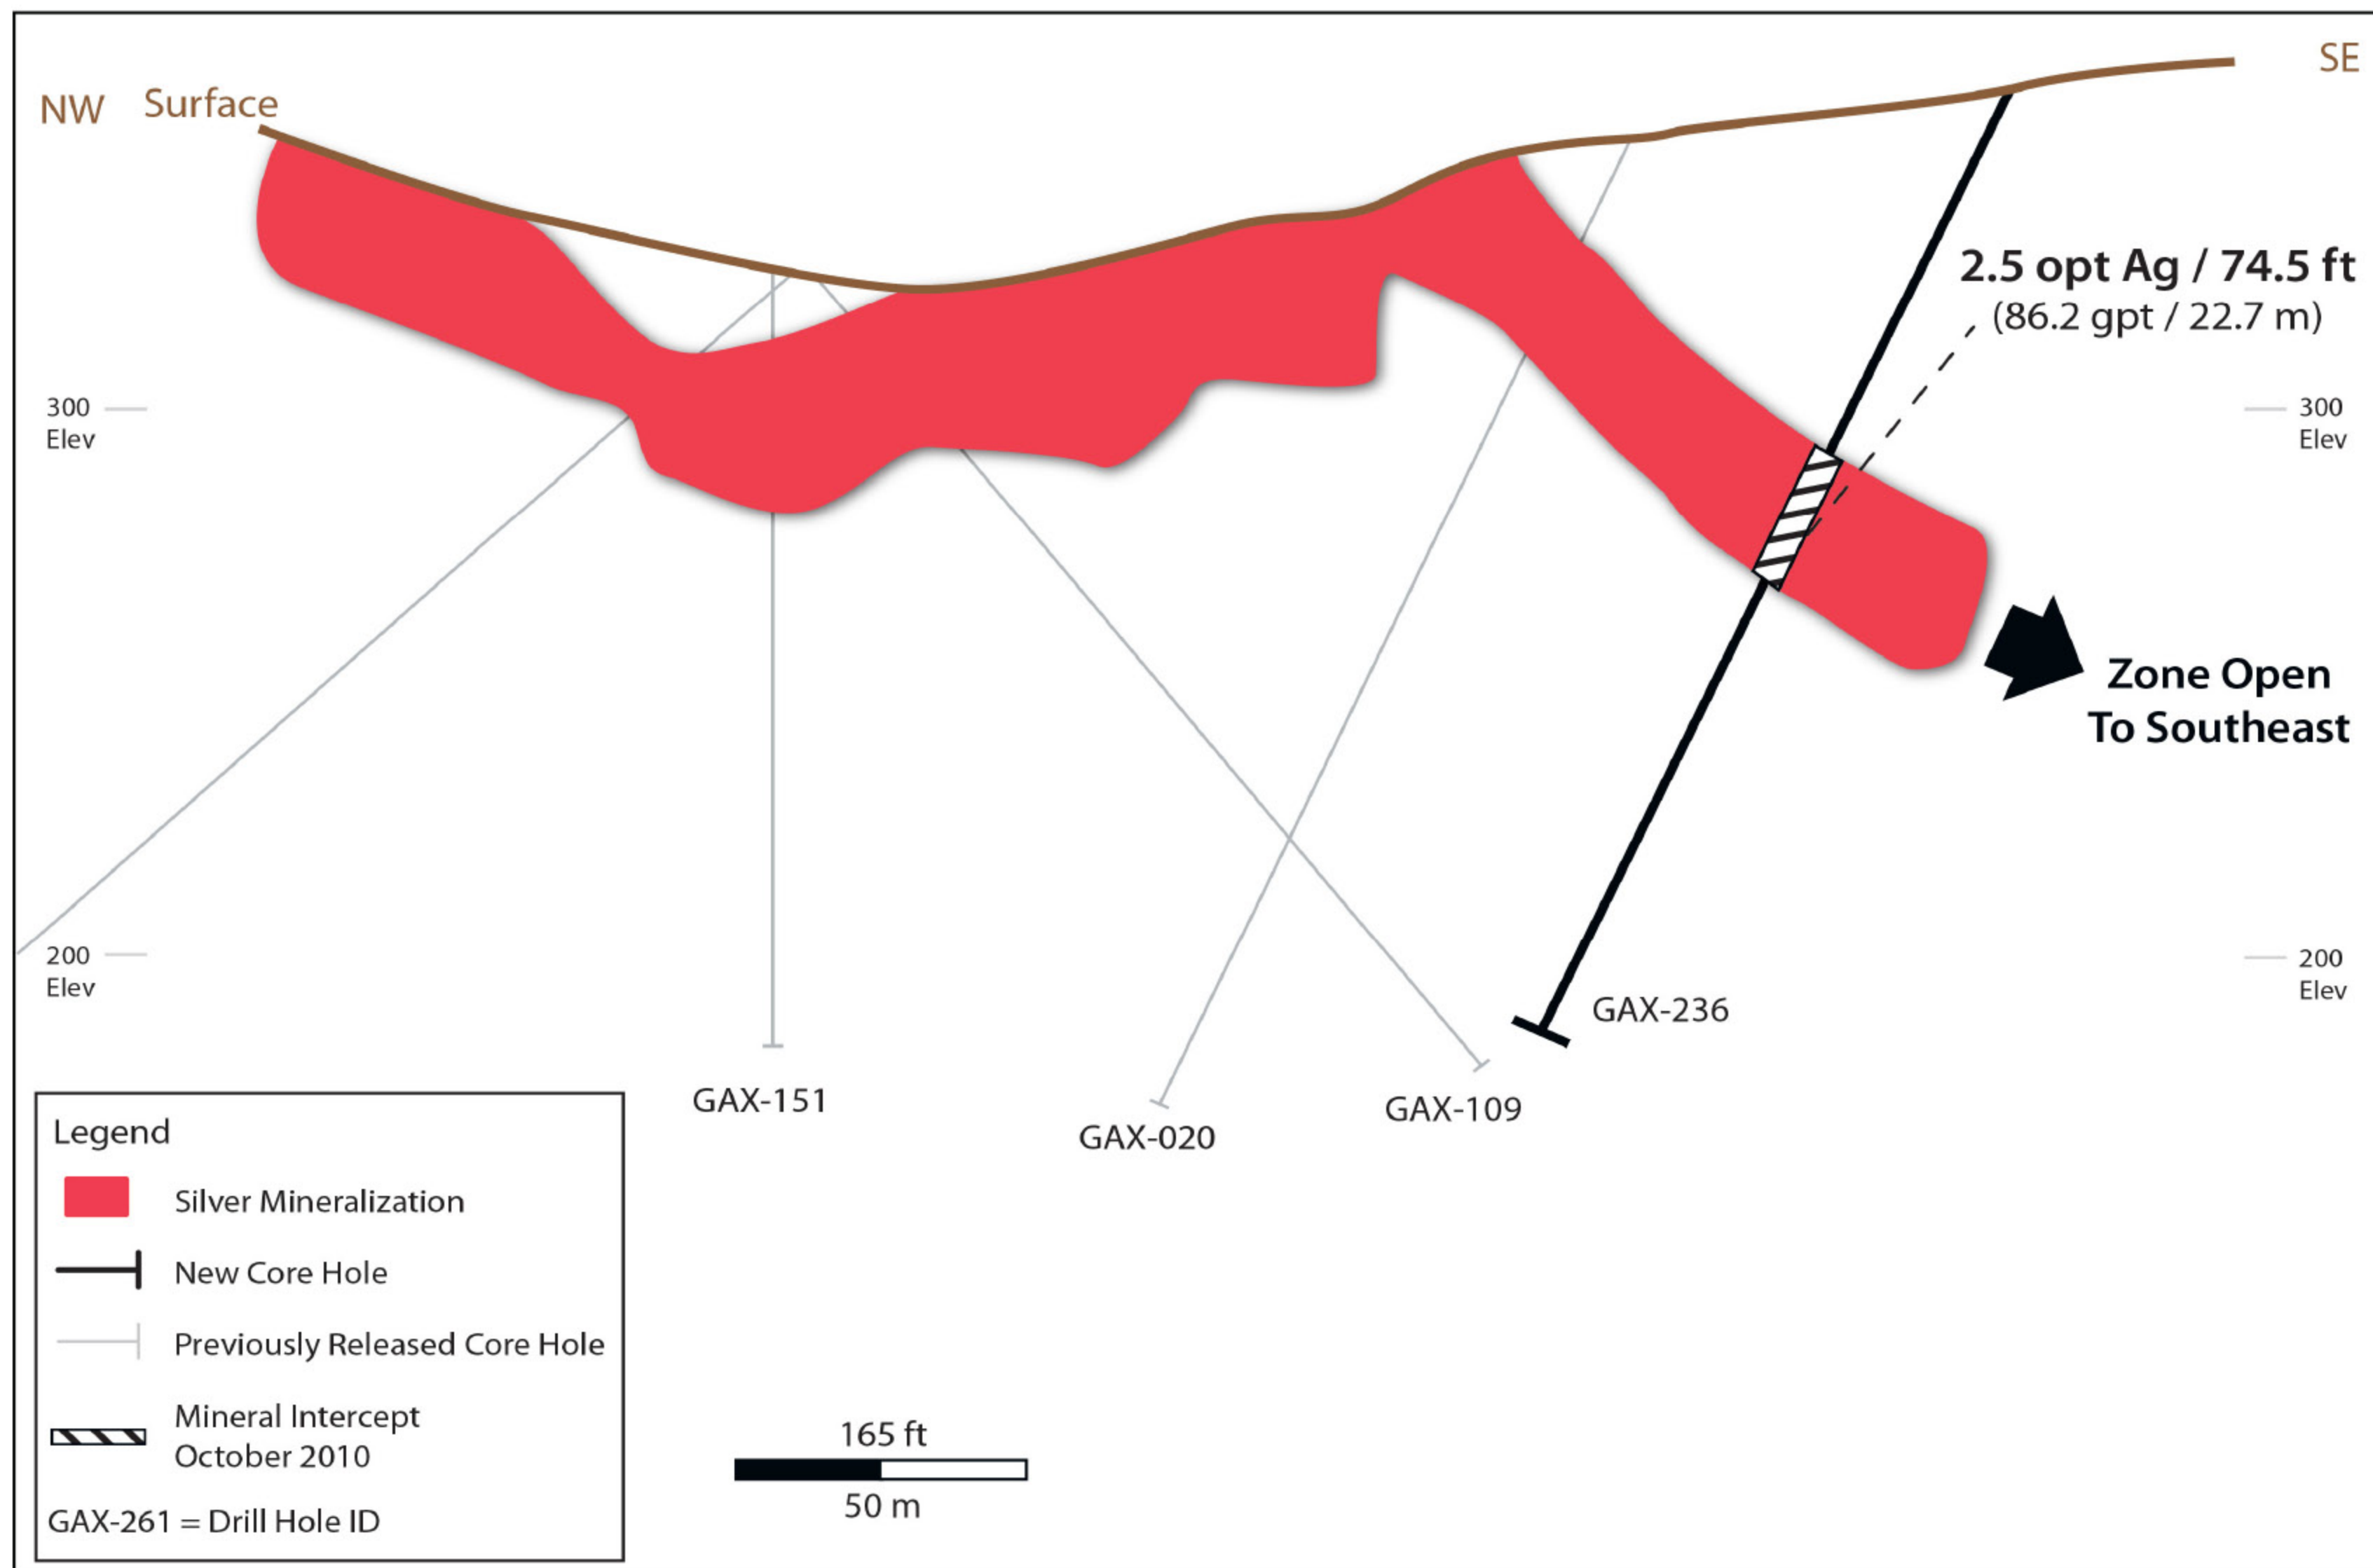 NW
Surface
SE
2.5 opt Ag / 74.5 ft
(86.2 gpt / 22.7 m)
300
Elev
300
Elev
Zone Open
To Southeast
200
Elev
200
Elev
GAX-236
GAX-151
GAX-109
GAX-020
Legend
Silver Mineralization
New Core Hole
Previously Released Core Hole
Mineral Intercept
October 2010
GAX-261 = Drill Hole ID
165 ft
50 m